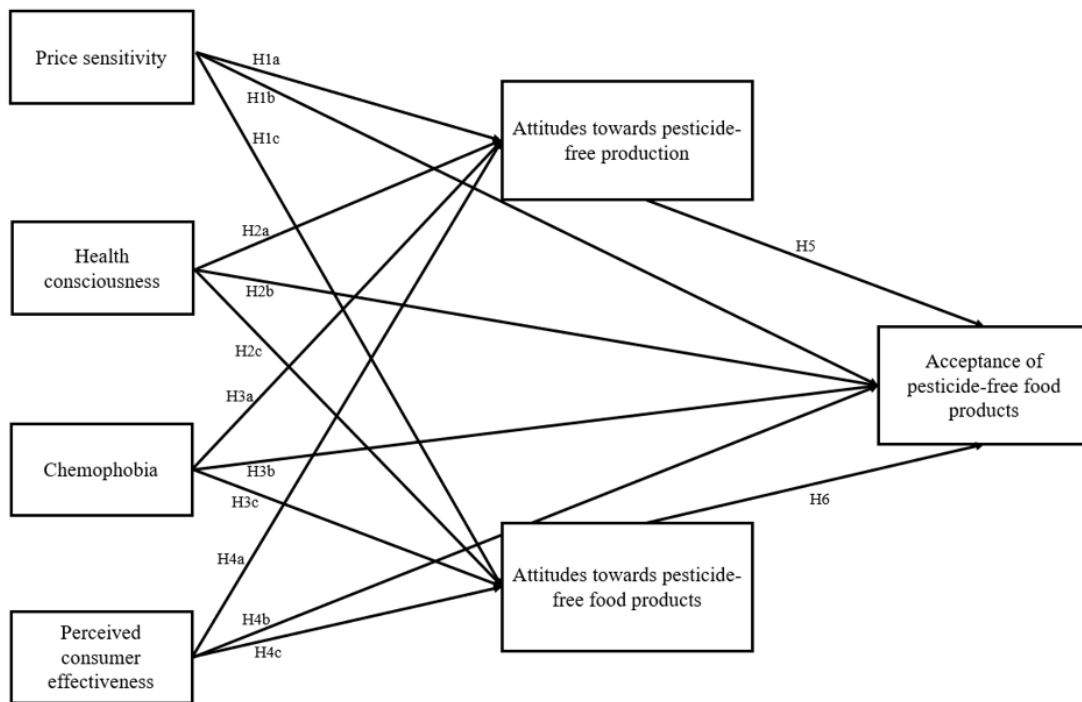 Price sensitivity
H1a
H1b
H1c
Attitudes towards pesticide-
free production
Health
consciousness
H2a
H2b
H2c
H5
Acceptance of
pesticide-free food
products
Chemophobia
H3a
H3b
H3c
H6
Attitudes towards pesticide-
free food products
Perceived
consumer
effectiveness
H4a
H4b
H4c